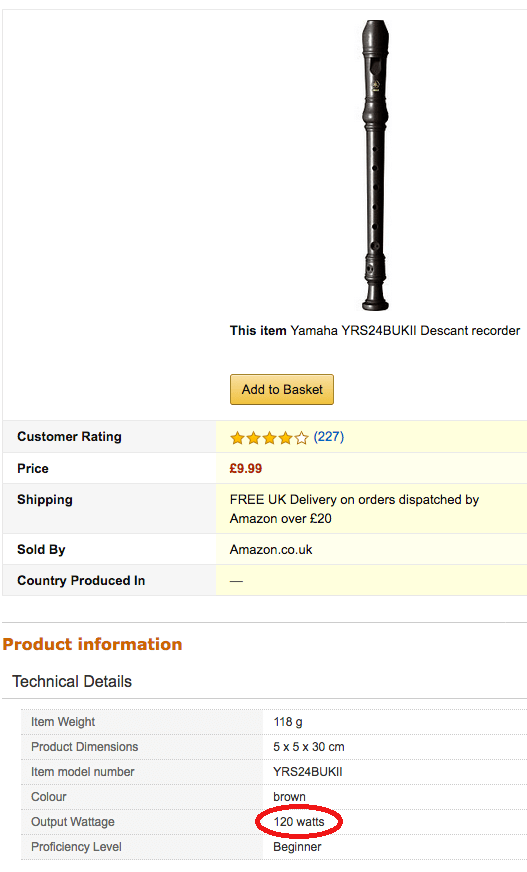 This item Yamaha YRS24BUKII Descant recorder
Add to Basket
Customer Rating (227)
Price £9.99
Shipping FREE UK Delivery on orders dispatched by
Amazon over £20
Sold By Amazon.co.uk
Country Produced In —
Product information
Technical Details
Item Weight 118 g
Product Dimensions 5 x 5 x 30 cm
Item model number YRS24BUKII
Colour brown
Output Wattage 120 watts
Proficiency Level Beginner